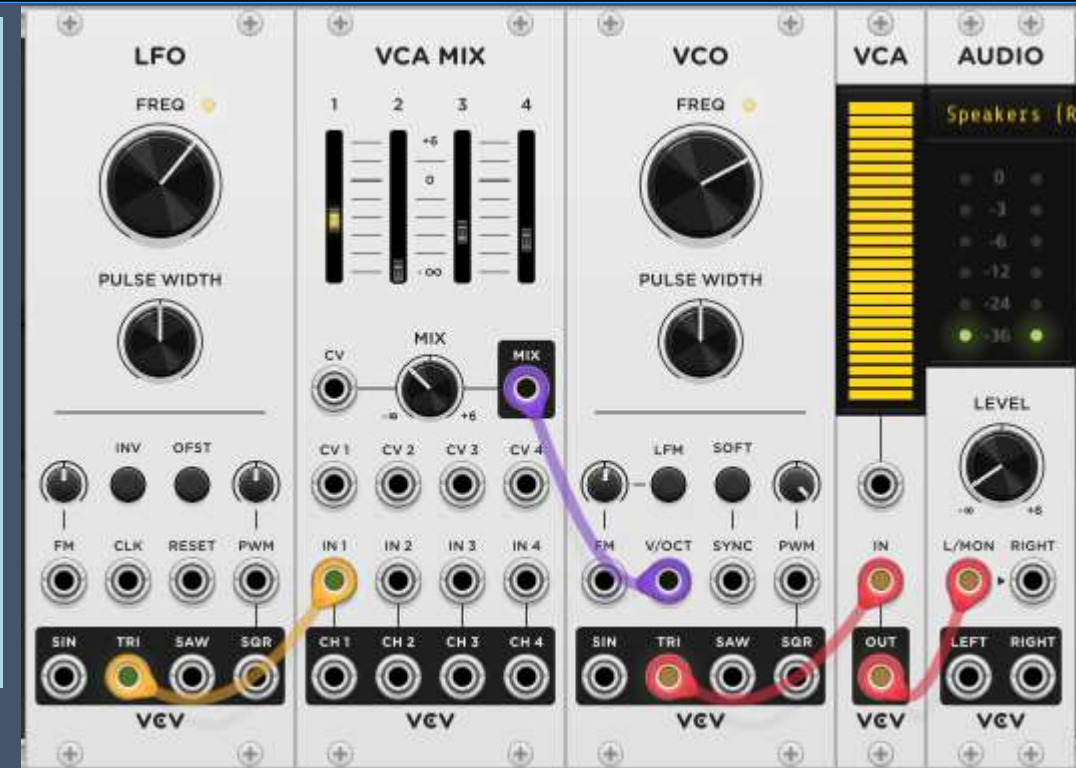 LFO
FREQ
PULSE WIDTH
INV OFST
FM CLK RESET PWM
SIN TRI SAW SQR
VCV
VCA MIX
1 2 3 4
+6
0
-∞
MIX
CV MIX
-∞ +6
CV 1 CV 2 CV 3 CV 4
IN 1 IN 2 IN 3 IN 4
CH 1 CH 2 CH 3 CH 4
VCV
VCO
FREQ
PULSE WIDTH
LFM SOFT
FM V/OCT SYNC PWM
SIN TRI SAW SQR
VCV
VCA
IN
OUT
VCV
AUDIO
Speakers (R
0
-3
-6
-12
-24
-36
LEVEL
-∞ +6
L/MON RIGHT
LEFT RIGHT
VCV